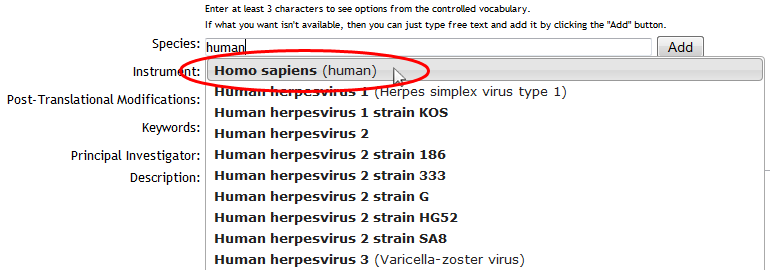 Enter at least 3 characters to see options from the controlled vocabulary.
If what you want isn't available, then you can just type free text and add it by clicking the "Add" button.
Species: human Add
Instrument: Homo sapiens (human)
Human herpesvirus 1 (Herpes simplex virus type 1)
Post-Translational Modifications:
Human herpesvirus 1 strain KOS
Keywords: Human herpesvirus 2
Principal Investigator: Human herpesvirus 2 strain 186
Description: Human herpesvirus 2 strain 333
Human herpesvirus 2 strain G
Human herpesvirus 2 strain HG52
Human herpesvirus 2 strain SA8
Human herpesvirus 3 (Varicella-zoster virus)